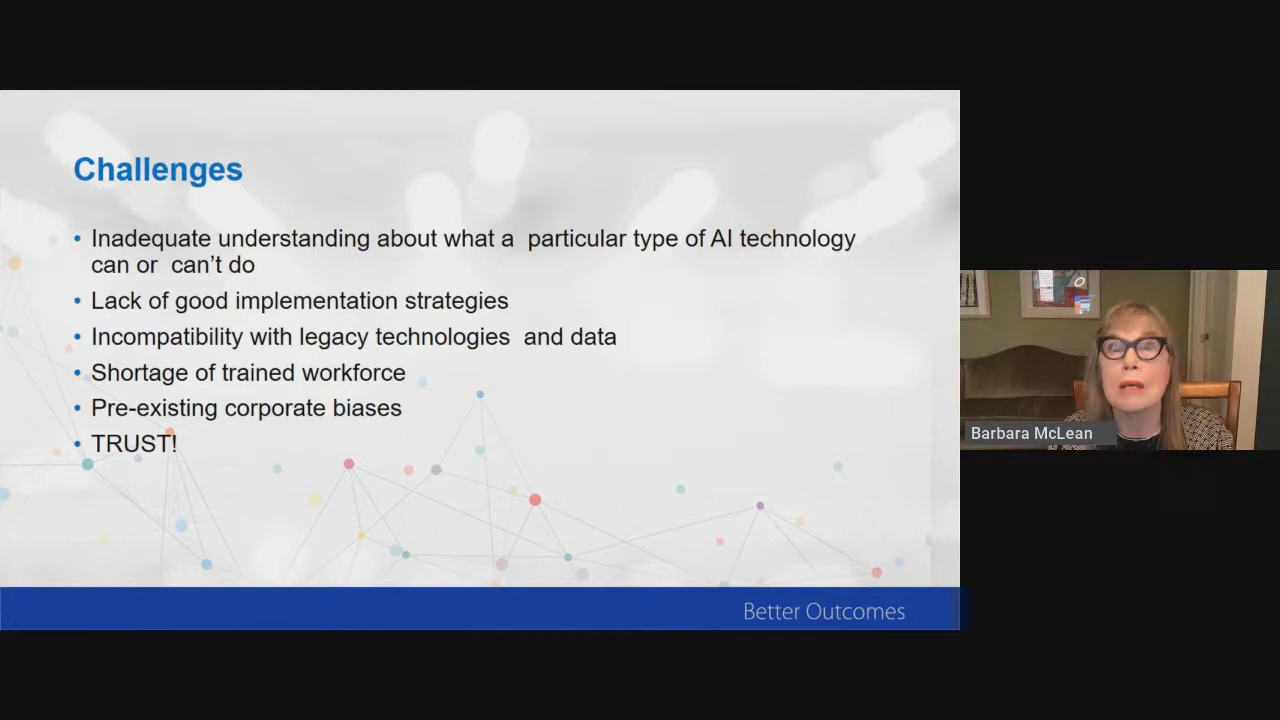 Challenges
• Inadequate understanding about what a  particular type of AI technology
can or  can’t do
• Lack of good implementation strategies
• Incompatibility with legacy technologies  and data
• Shortage of trained workforce
• Pre-existing corporate biases
• TRUST!
Better Outcomes
Barbara McLean